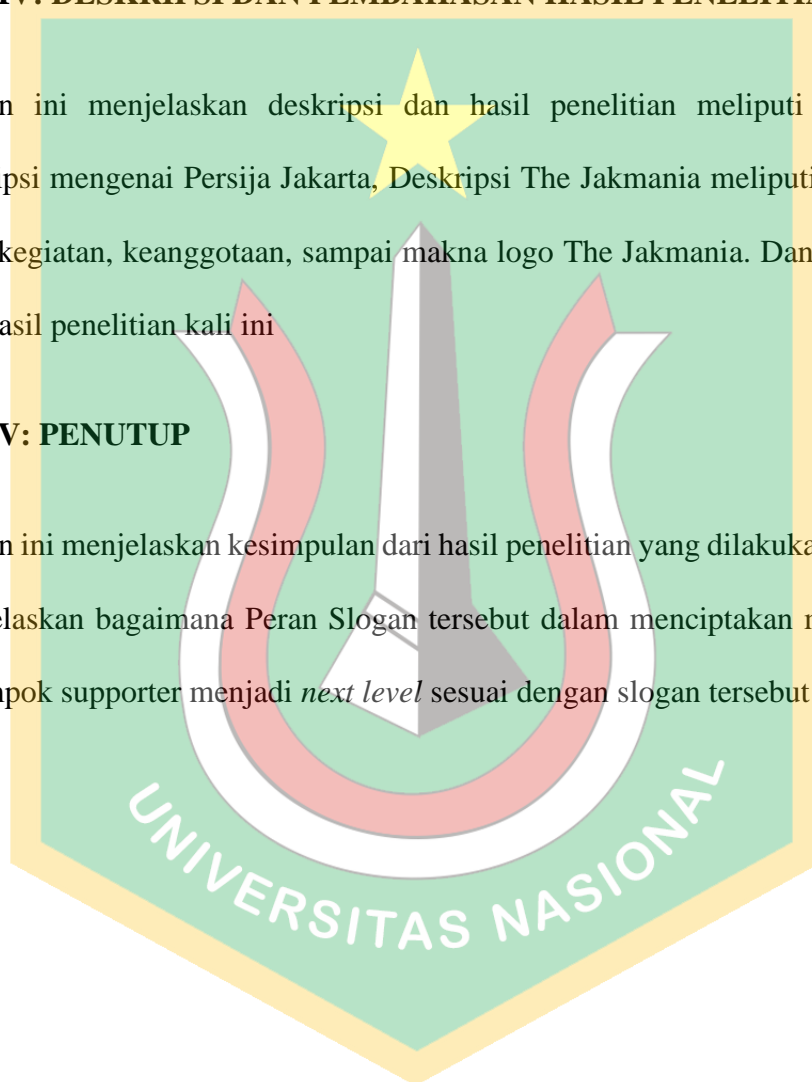 IV: DESKRIPSI DAN PEMBAHASAN HASIL PENELITIA
n ini menjelaskan deskripsi dan hasil penelitian meliputi
ipsi mengenai Persija Jakarta, Deskripsi The Jakmania meliputi
kegiatan, keanggotaan, sampai makna logo The Jakmania. Dan
asil penelitian kali ini
V: PENUTUP
n ini menjelaskan kesimpulan dari hasil penelitian yang dilakuka
elaskan bagaimana Peran Slogan tersebut dalam menciptakan
npok supporter menjadi next level sesuai dengan slogan tersebut
UNIVERSITAS NASIONAL